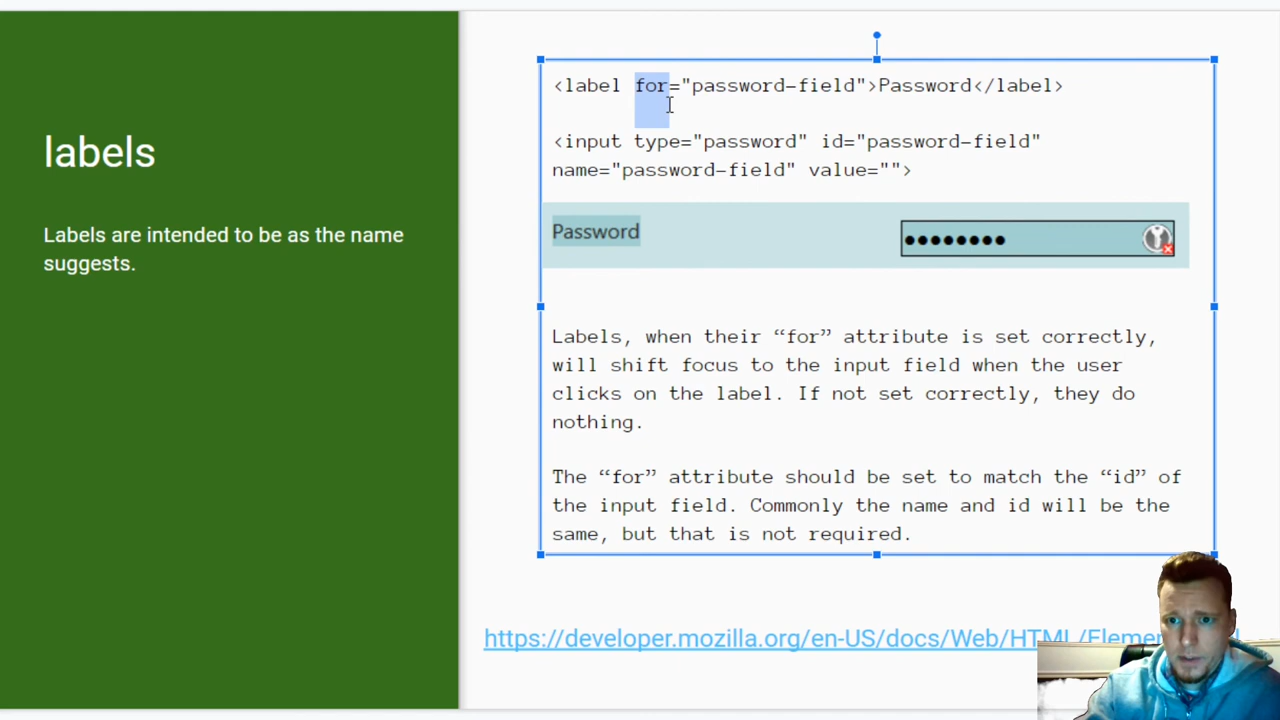 labels
Labels are intended to be as the name
suggests.
<label for="password-field">Password</label>
<input type="password" id="password-field"
name="password-field" value="">
Password
Labels, when their “for” attribute is set correctly,
will shift focus to the input field when the user
clicks on the label. If not set correctly, they do
nothing.
The “for” attribute should be set to match the “id” of
the input field. Commonly the name and id will be the
same, but that is not required.
https://developer.mozilla.org/en-US/docs/Web/HTML/Elem